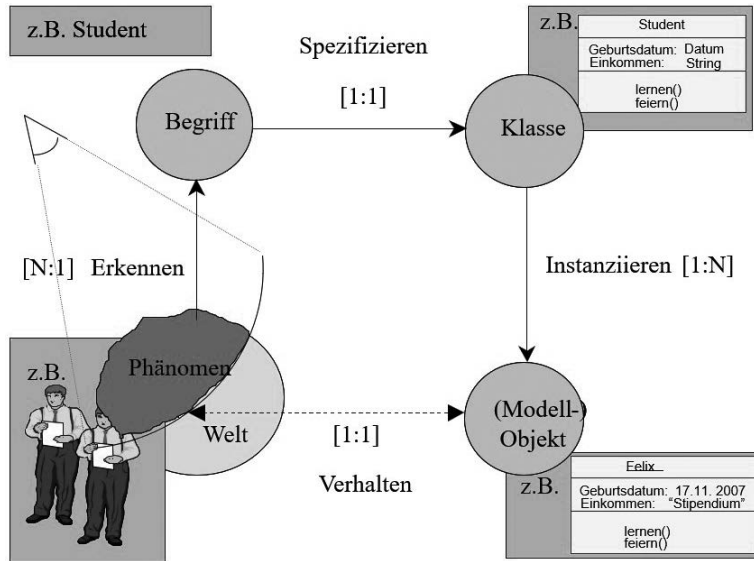 z.B. Student
Spezifizieren
[1:1]
z.B.
Student
Geburtsdatum: Datum
Einkommen: String
lernen()
feiern()
Begriff
Klasse
[N:1] Erkennen
Instanziieren [1:N]
z.B.
Phänomen
Welt
[1:1]
Verhalten
(Modell-)
Objekt
z.B.
Felix
Geburtsdatum: 17.11. 2007
Einkommen: "Stipendium"
lernen()
feiern()